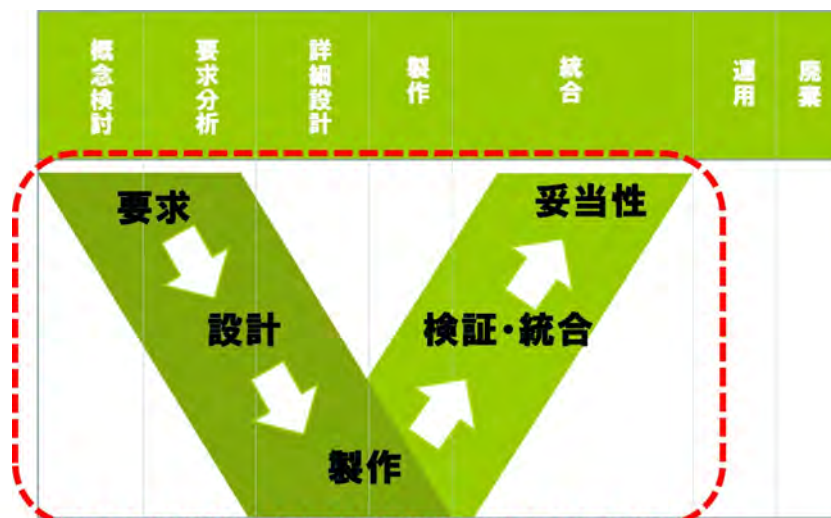 概念検討
要求分析
詳細設計
製作
統合
運用
廃棄
要求
妥当性
設計
検証・統合
製作